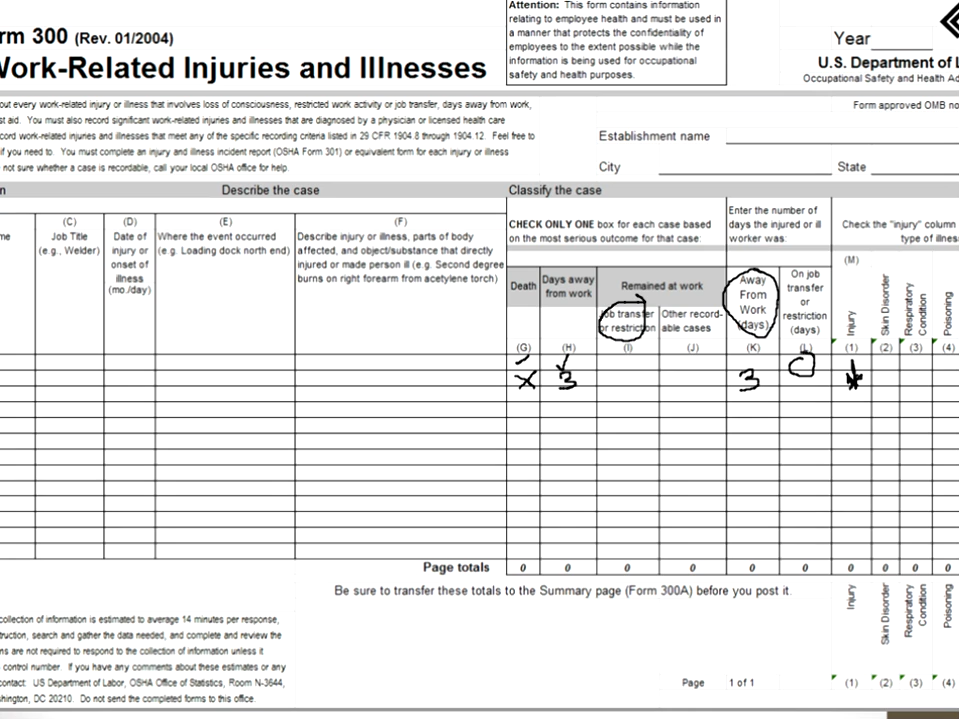 Attention: This form contains information
relating to employee health and must be used in
a manner that protects the confidentiality of
employees to the extent possible while the
information is being used for occupational
safety and health purposes.
rm 300 (Rev. 01/2004)
Year
Work-Related Injuries and Illnesses
U.S. Department of L
Occupational Safety and Health Ad
out every work-related injury or illness that involves loss of consciousness, restricted work activity or job transfer, days away from work,
st aid. You must also record significant work-related injuries and illnesses that are diagnosed by a physician or licensed health care
cord work-related injuries and illnesses that meet any of the specific recording criteria listed in 29 CFR 1904.8 through 1904.12. Feel free to
if you need to. You must complete an injury and illness incident report (OSHA Form 301) or equivalent form for each injury or illness
not sure whether a case is recordable, call your local OSHA office for help.
Form approved OMB no
Establishment name
City
State
n
Describe the case
Classify the case
(C)
Job Title
(e.g., Welder)
(D)
Date of
injury or
onset of
illness
(mo./day)
(E)
Where the event occurred
(e.g. Loading dock north end)
(F)
Describe injury or illness, parts of body
affected, and object/substance that directly
injured or made person ill (e.g. Second degree
burns on right forearm from acetylene torch)
me
CHECK ONLY ONE box for each case based
on the most serious outcome for that case:
Enter the number of
days the injured or ill
worker was:
Check the "injury" column
type of illnes
(M)
Death
Days away
from work
Remained at work
Job transfer
or restriction
Other record-
able cases
Away
From
Work
(days)
On job
transfer
or
restriction
(days)
Injury
Skin Disorder
Respiratory
Condition
Poisoning
(G) (H) (I) (J) (K) (L) (1) (2) (3) (4)
X 3 3 0
Page totals 0 0 0 0 0 0 0 0 0 0
Be sure to transfer these totals to the Summary page (Form 300A) before you post it.
Injury
Skin Disorder
Respiratory
Condition
Poisoning
collection of information is estimated to average 14 minutes per response,
truction, search and gather the data needed, and complete and review the
ns are not required to respond to the collection of information unless it
control number. If you have any comments about these estimates or any
contact: US Department of Labor, OSHA Office of Statistics, Room N-3644,
shington, DC 20210. Do not send the completed forms to this office.
Page 1 of 1
(1) (2) (3) (4)